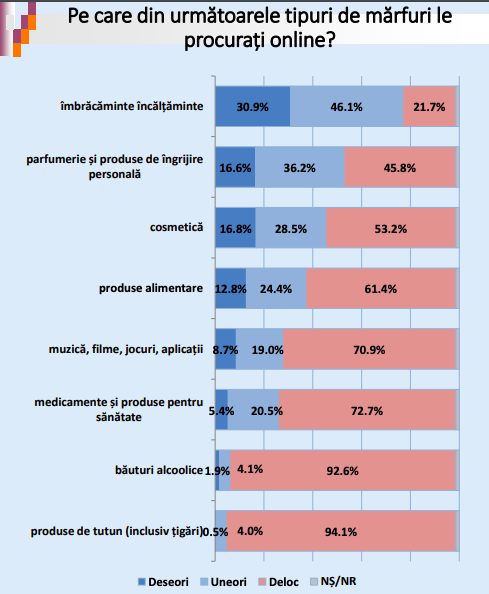 Pe care din următoarele tipuri de mărfuri le
procurați online?
îmbrăcăminte încălțăminte
30.9% 46.1% 21.7%
parfumerie și produse de îngrijire
personală
16.6% 36.2% 45.8%
cosmetică
16.8% 28.5% 53.2%
produse alimentare
12.8% 24.4% 61.4%
muzică, filme, jocuri, aplicații
8.7% 19.0% 70.9%
medicamente și produse pentru
sănătate
5.4% 20.5% 72.7%
băuturi alcoolice
1.9% 4.1% 92.6%
produse de tutun (inclusiv țigări)
0.5% 4.0% 94.1%
Deseori Uneori Deloc NȘ/NR